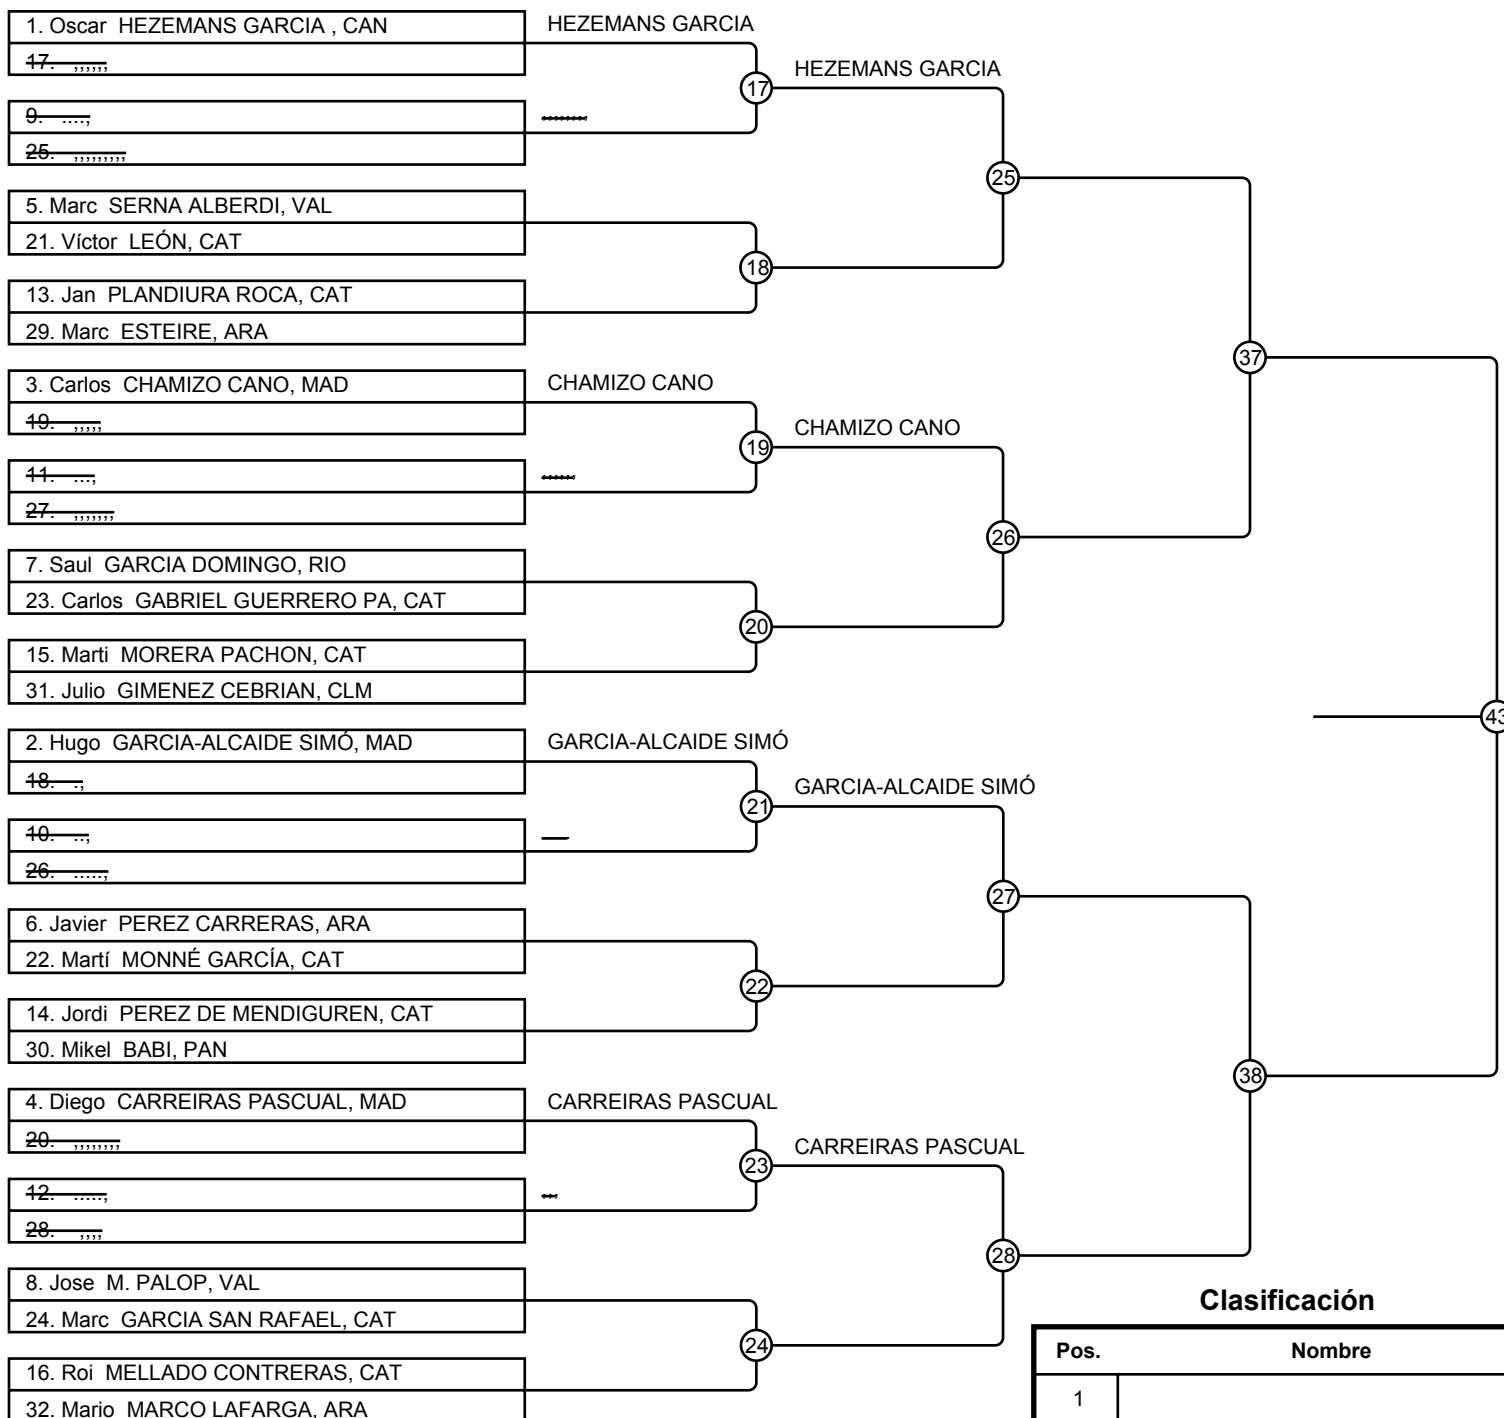 1. Oscar HEZEMANS GARCIA , CAN
17. ,,,,,,
9. ....,
25. ,,,,,,,,,
5. Marc SERNA ALBERDI, VAL
21. Víctor LEÓN, CAT
13. Jan PLANDIURA ROCA, CAT
29. Marc ESTEIRE, ARA
3. Carlos CHAMIZO CANO, MAD
19. ,,,,,
11. ...,
27. ,,,,,,,
7. Saul GARCIA DOMINGO, RIO
23. Carlos GABRIEL GUERRERO PA, CAT
15. Marti MORERA PACHON, CAT
31. Julio GIMENEZ CEBRIAN, CLM
2. Hugo GARCIA-ALCAIDE SIMÓ, MAD
18. .,
10. ..,
26. .....,
6. Javier PEREZ CARRERAS, ARA
22. Martí MONNÉ GARCÍA, CAT
14. Jordi PEREZ DE MENDIGUREN, CAT
30. Mikel BABI, PAN
4. Diego CARREIRAS PASCUAL, MAD
20. ,,,,,,,,
12. .....,
28. ,,,,
8. Jose M. PALOP, VAL
24. Marc GARCIA SAN RAFAEL, CAT
16. Roi MELLADO CONTRERAS, CAT
32. Mario MARCO LAFARGA, ARA
HEZEMANS GARCIA
CHAMIZO CANO
GARCIA-ALCAIDE SIMÓ
CARREIRAS PASCUAL
17
18
19
20
21
22
23
24
HEZEMANS GARCIA
CHAMIZO CANO
GARCIA-ALCAIDE SIMÓ
CARREIRAS PASCUAL
25
26
27
28
37
38
43
Clasificación
Pos. Nombre
1